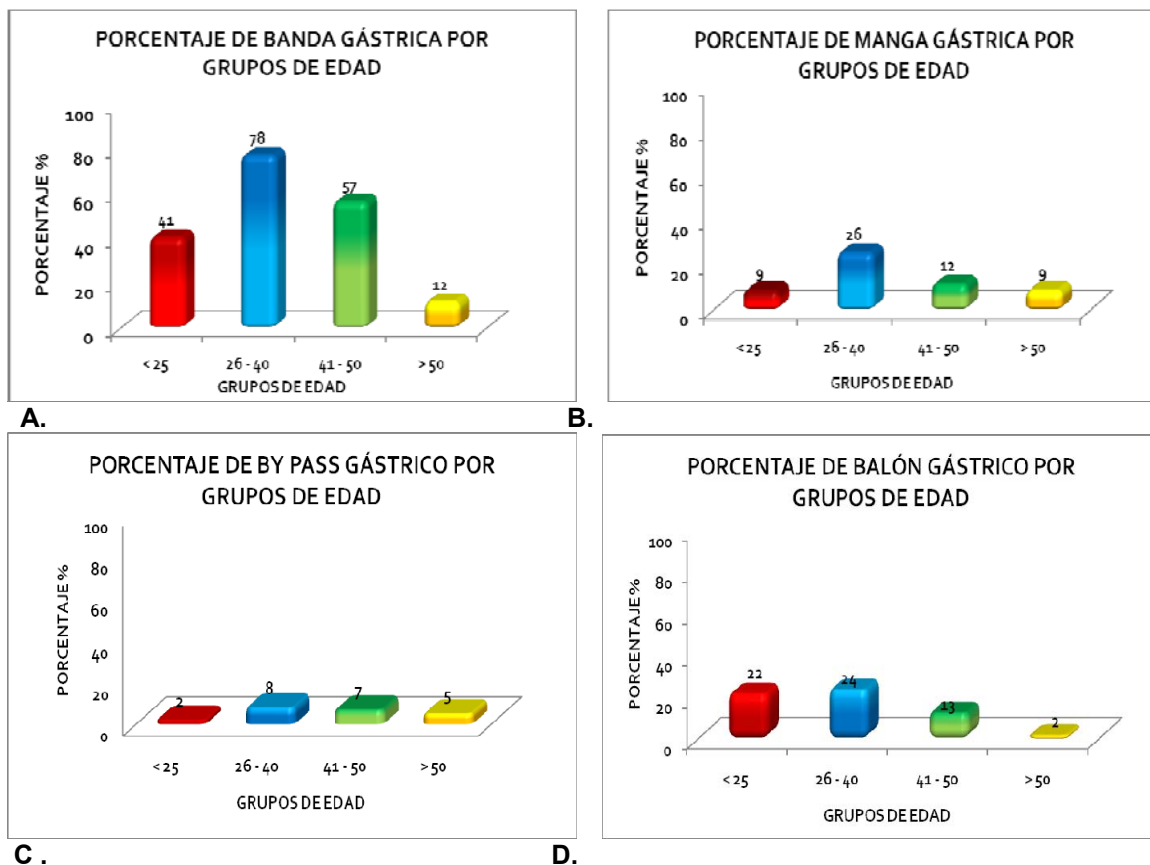 PORCENTAJE DE BANDA GÁSTRICA POR
GRUPOS DE EDAD
PORCENTAJE %
100
80
60
40
20
0
41
78
57
12
<25
26 - 40
41 - 50
>50
GRUPOS DE EDAD
A.
PORCENTAJE DE MANGA GÁSTRICA POR
GRUPOS DE EDAD
PORCENTAJE %
100
80
60
40
20
0
9
26
12
9
<25
26 - 40
41 - 50
>50
GRUPOS DE EDAD
B.
PORCENTAJE DE BY PASS GÁSTRICO POR
GRUPOS DE EDAD
PORCENTAJE %
100
80
60
40
20
0
2
8
7
5
<25
26 - 40
41 - 50
>50
GRUPOS DE EDAD
C .
PORCENTAJE DE BALÓN GÁSTRICO POR
GRUPOS DE EDAD
PORCENTAJE %
100
80
60
40
20
0
22
24
13
2
<25
26 - 40
41 - 50
>50
GRUPOS DE EDAD
D.